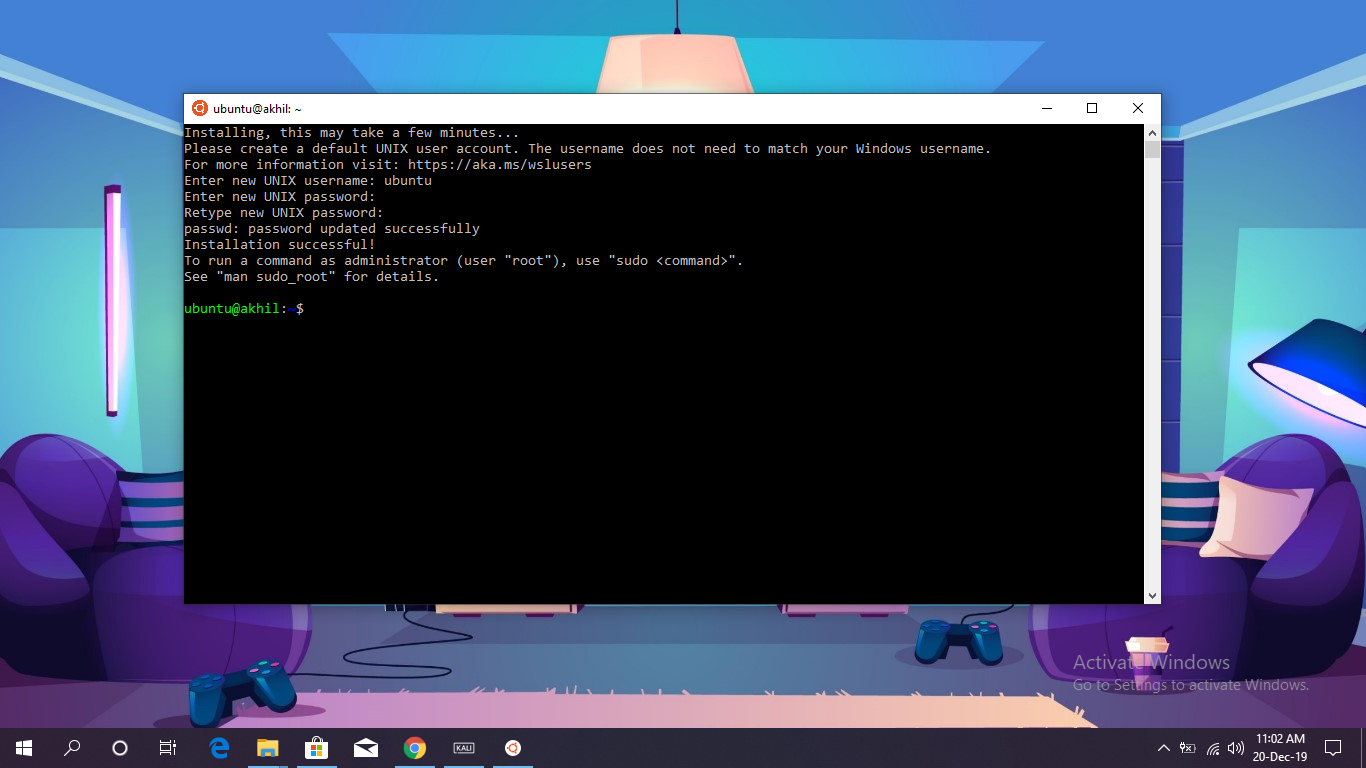 ubuntu@akhil: ~
Installing, this may take a few minutes...
Please create a default UNIX user account. The username does not need to match your Windows username.
For more information visit: https://aka.ms/wslusers
Enter new UNIX username: ubuntu
Enter new UNIX password:
Retype new UNIX password:
passwd: password updated successfully
Installation successful!
To run a command as administrator (user "root"), use "sudo <command>".
See "man sudo_root" for details.
ubuntu@akhil:~$
Activate Windows
Go to Settings to activate Windows.
KALI
11:02 AM
20-Dec-19